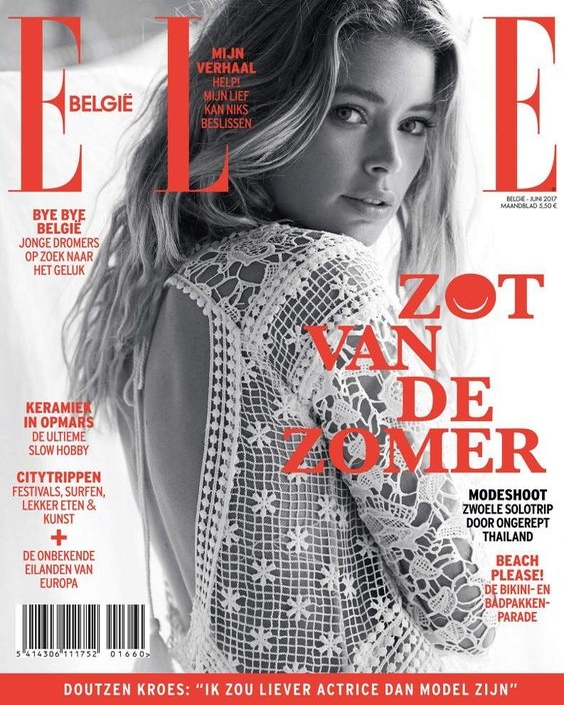 ELLE
BELGIË
MIJN
VERHAAL
HELP!
MIJN LIEF
KAN NIKS
BESLISSEN
BELGIË - JUNI 2017
MAANDBLAD 5,50 €
BYE BYE
BELGIË
JONGE DROMERS
OP ZOEK NAAR
HET GELUK
ZOT
VAN
DE
ZOMER
KERAMIEK
IN OPMARS
DE ULTIEME
SLOW HOBBY
CITYTRIPPEN
FESTIVALS, SURFEN,
LEKKER ETEN &
KUNST
+
DE ONBEKENDE
EILANDEN VAN
EUROPA
MODESHOOT
ZWOELE SOLOTRIP
DOOR ONGEREPT
THAILAND
BEACH
PLEASE!
DE BIKINI- EN
BADPAKKEN-
PARADE
5 414306 111752 01660>
DOUTZEN KROES: “IK ZOU LIEVER ACTRICE DAN MODEL ZIJN”